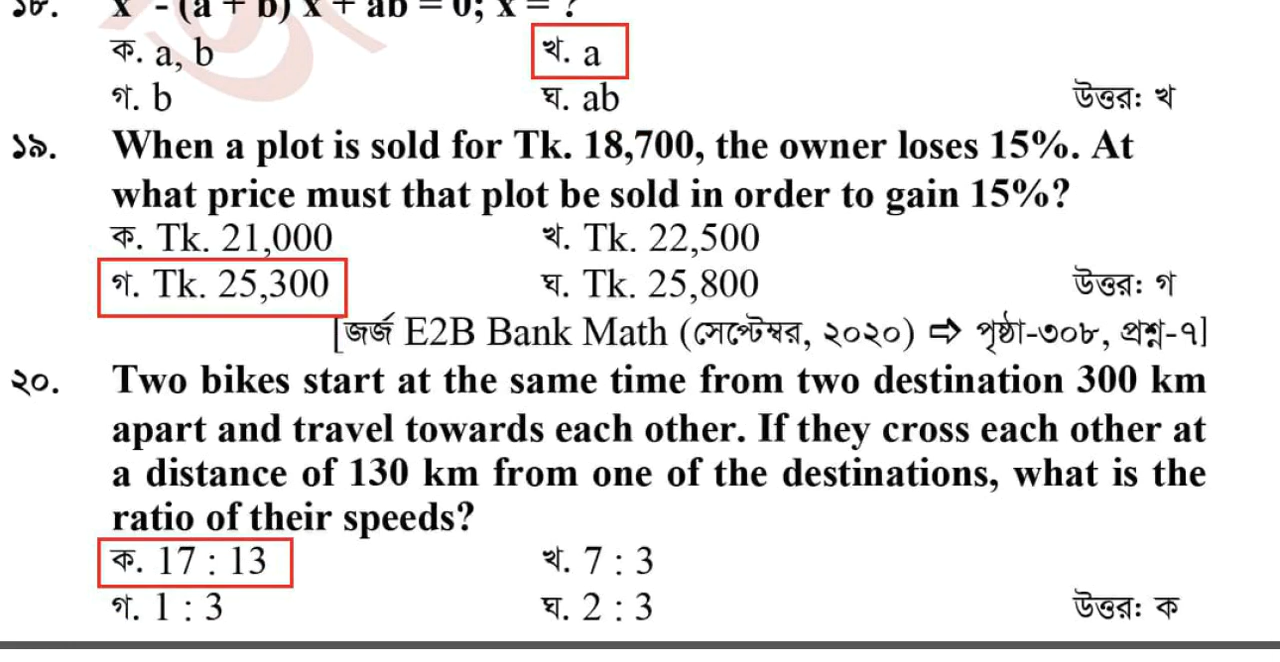 ১৮. x - (a + b) x + ab = 0; x = ?
ক. a, b খ. a
গ. b ঘ. ab উত্তরঃ খ
১৯. When a plot is sold for Tk. 18,700, the owner loses 15%. At
what price must that plot be sold in order to gain 15%?
ক. Tk. 21,000 খ. Tk. 22,500
গ. Tk. 25,300 ঘ. Tk. 25,800 উত্তরঃ গ
[জর্জ E2B Bank Math (সেপ্টেম্বর, ২০২০) ⇨ পৃষ্ঠা-৩০৮, প্রশ্ন-৭]
২০. Two bikes start at the same time from two destination 300 km
apart and travel towards each other. If they cross each other at
a distance of 130 km from one of the destinations, what is the
ratio of their speeds?
ক. 17 : 13 খ. 7 : 3
গ. 1 : 3 ঘ. 2 : 3 উত্তরঃ ক